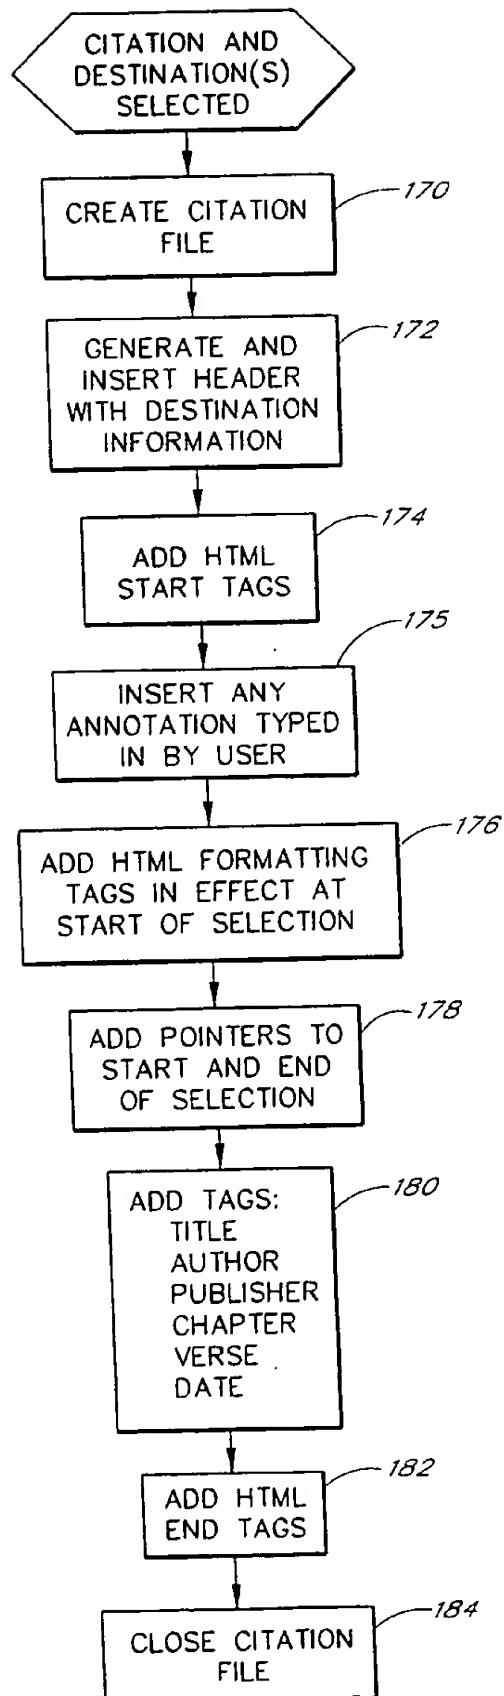 CITATION AND
DESTINATION(S)
SELECTED
170
CREATE CITATION
FILE
172
GENERATE AND
INSERT HEADER
WITH DESTINATION
INFORMATION
174
ADD HTML
START TAGS
175
INSERT ANY
ANNOTATION TYPED
IN BY USER
176
ADD HTML FORMATTING
TAGS IN EFFECT AT
START OF SELECTION
178
ADD POINTERS TO
START AND END
OF SELECTION
180
ADD TAGS:
TITLE
AUTHOR
PUBLISHER
CHAPTER
VERSE
DATE
182
ADD HTML
END TAGS
184
CLOSE CITATION
FILE